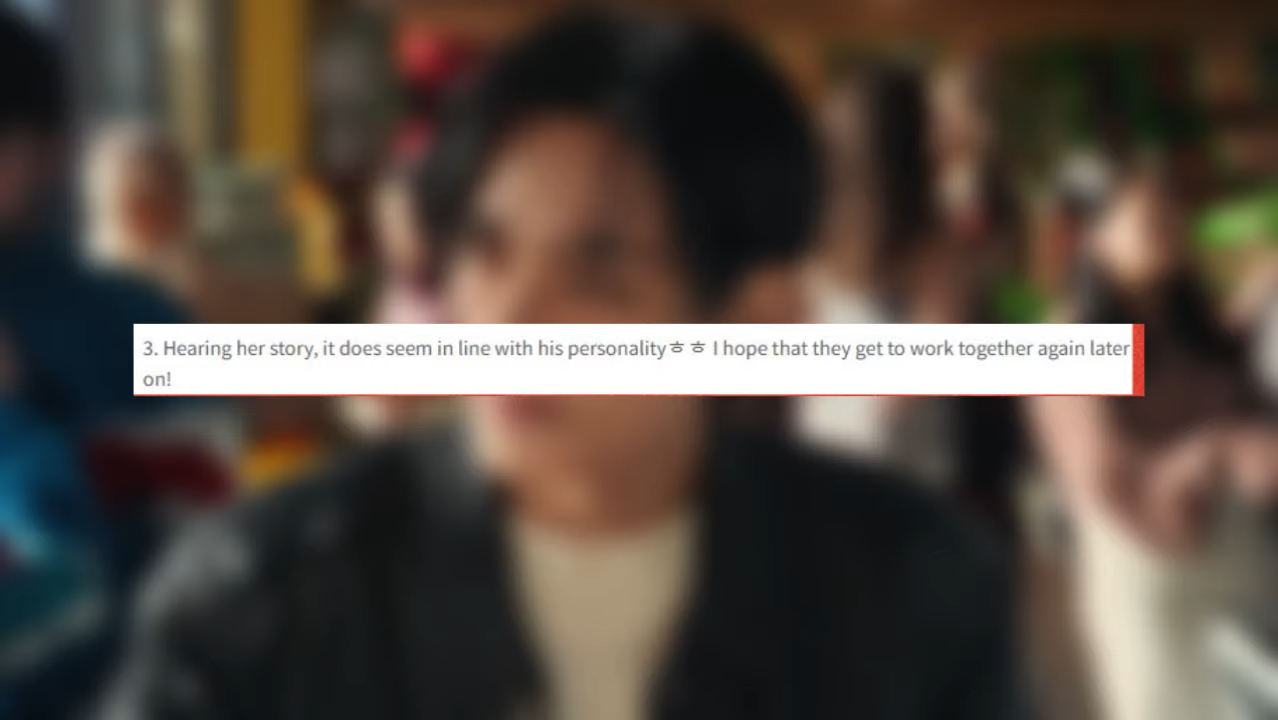 3. Hearing her story, it does seem in line with his personalityㅎㅎ I hope that they get to work together again later
on!